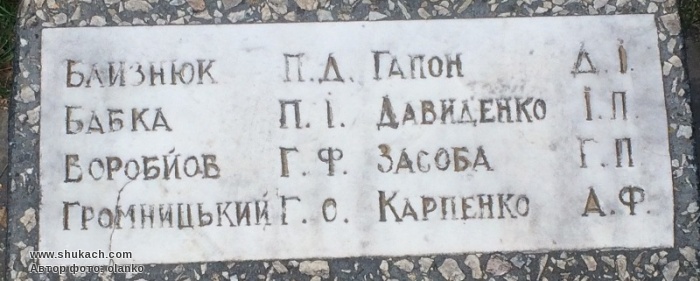 БЛИЗНЮК П.Д. ГАПОН Д.І.
БАБКА П.І. ДАВИДЕНКО І.П.
ВОРОБЙОВ Г.Ф. ЗАСОБА Г.П
ГРОМНИЦЬКИЙ Г.О. КАРПЕНКО А.Ф.
www.shukach.com
Автор фото: olanko